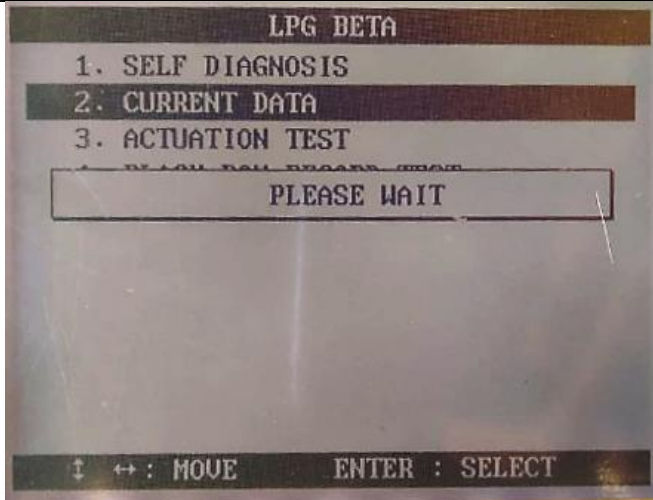 LPG BETA
1. SELF DIAGNOSIS
2. CURRENT DATA
3. ACTUATION TEST
PLEASE WAIT
↕ ↔ : MOVE ENTER : SELECT